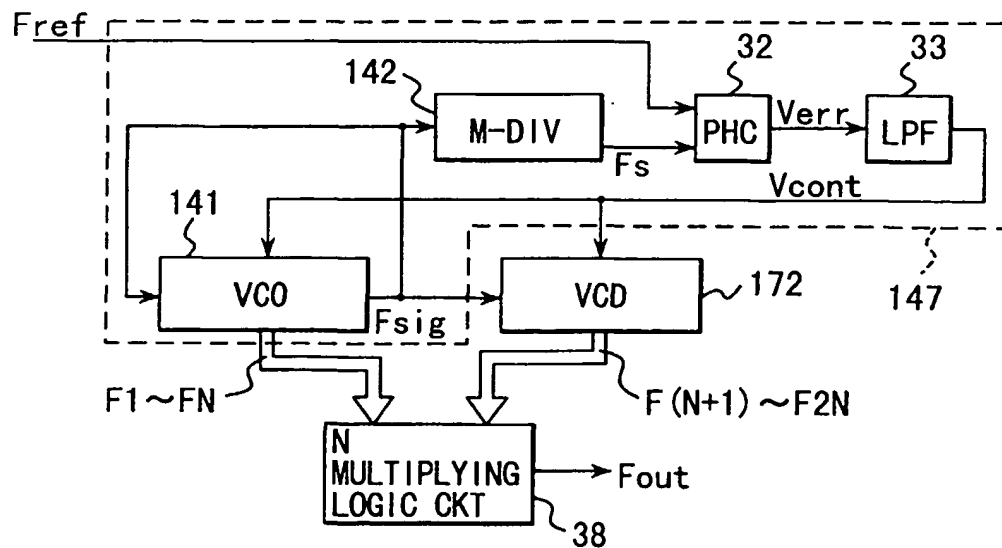 Fref
142
32
33
M-DIV
PHC
Verr
LPF
Fs
Vcont
141
VCO
Fsig
VCD
172
147
F1~FN
F(N+1)~F2N
N
MULTIPLYING
LOGIC CKT
Fout
38